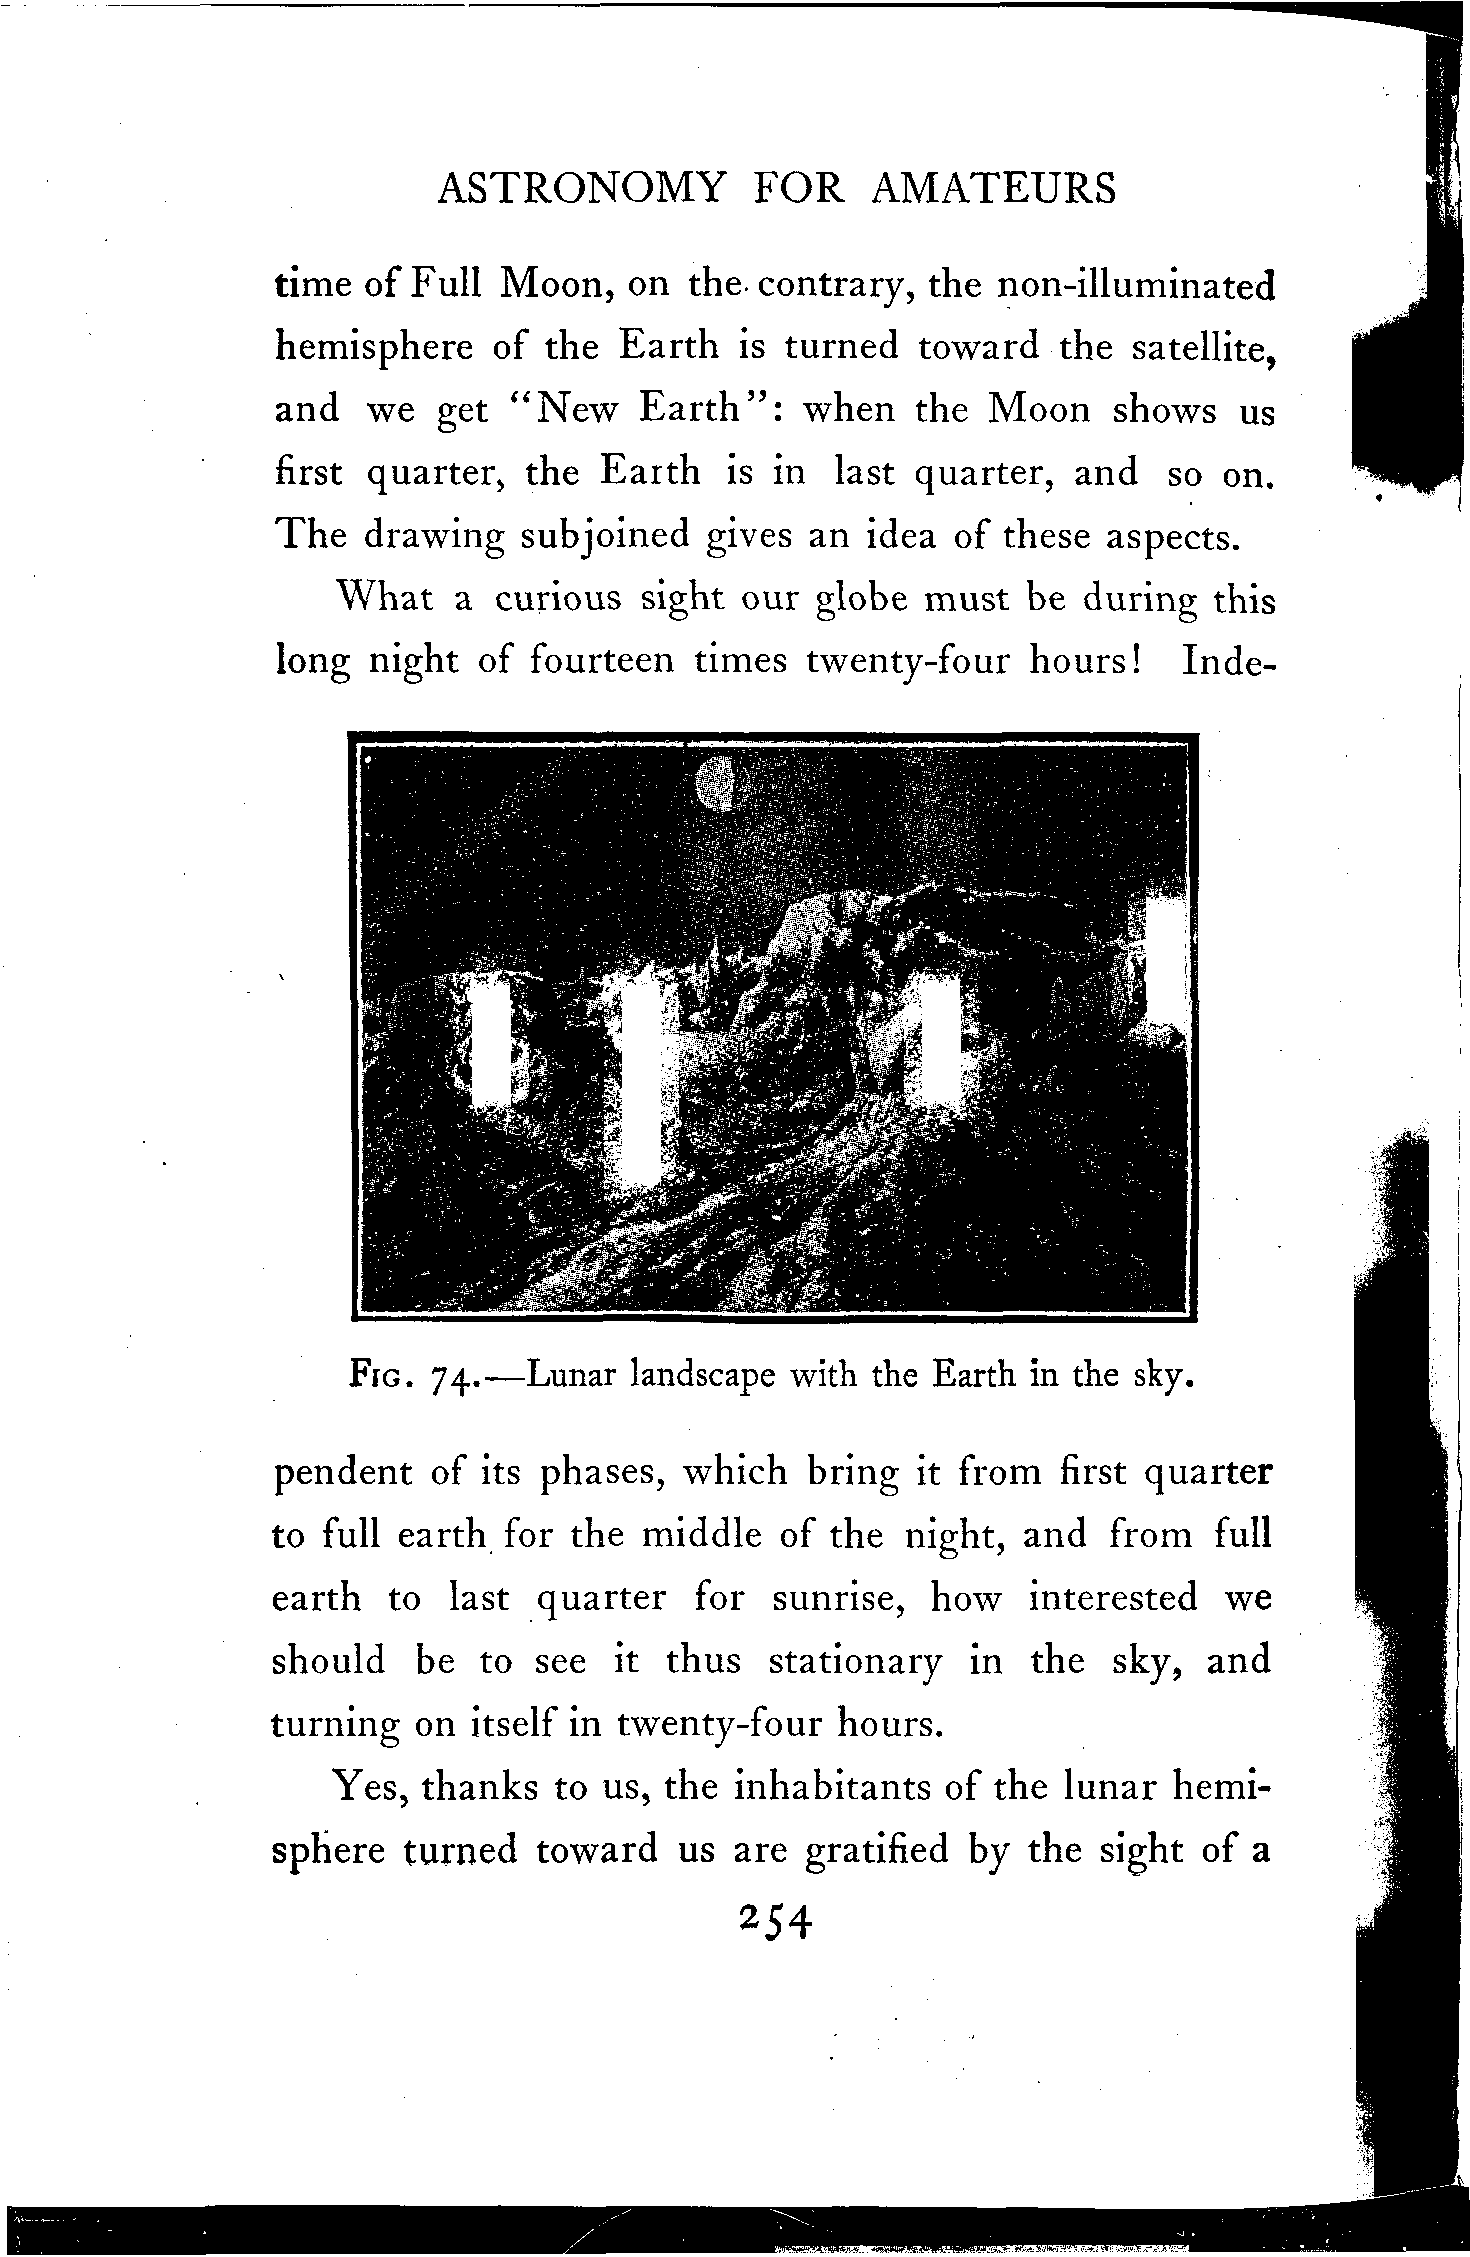 ASTRONOMY FOR AMATEURS
time of Full Moon, on the contrary, the non-illuminated
hemisphere of the Earth is turned toward the satellite,
and we get "New Earth": when the Moon shows us
first quarter, the Earth is in last quarter, and so on.
The drawing subjoined gives an idea of these aspects.
What a curious sight our globe must be during this
long night of fourteen times twenty-four hours! Inde-
FIG. 74.—Lunar landscape with the Earth in the sky.
pendent of its phases, which bring it from first quarter
to full earth for the middle of the night, and from full
earth to last quarter for sunrise, how interested we
should be to see it thus stationary in the sky, and
turning on itself in twenty-four hours.
Yes, thanks to us, the inhabitants of the lunar hemi-
sphere turned toward us are gratified by the sight of a
254